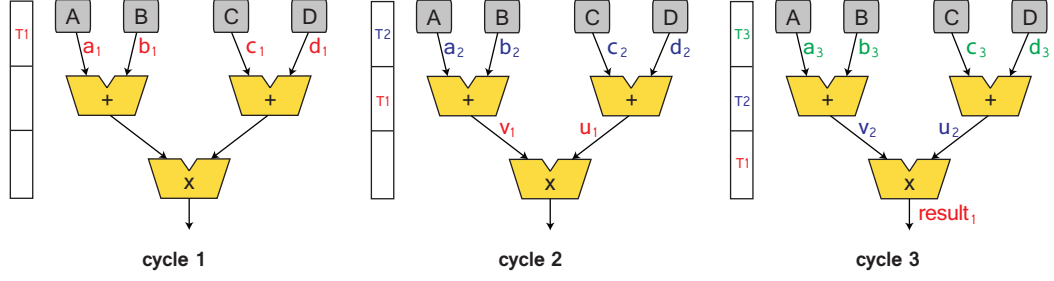 T1 A B C D
a1 b1 c1 d1
+ +
x
cycle 1
T2 A B C D
a2 b2 c2 d2
T1 + +
v1 u1
x
cycle 2
T3 A B C D
a3 b3 c3 d3
T2 + +
v2 u2
T1 x
result1
cycle 3